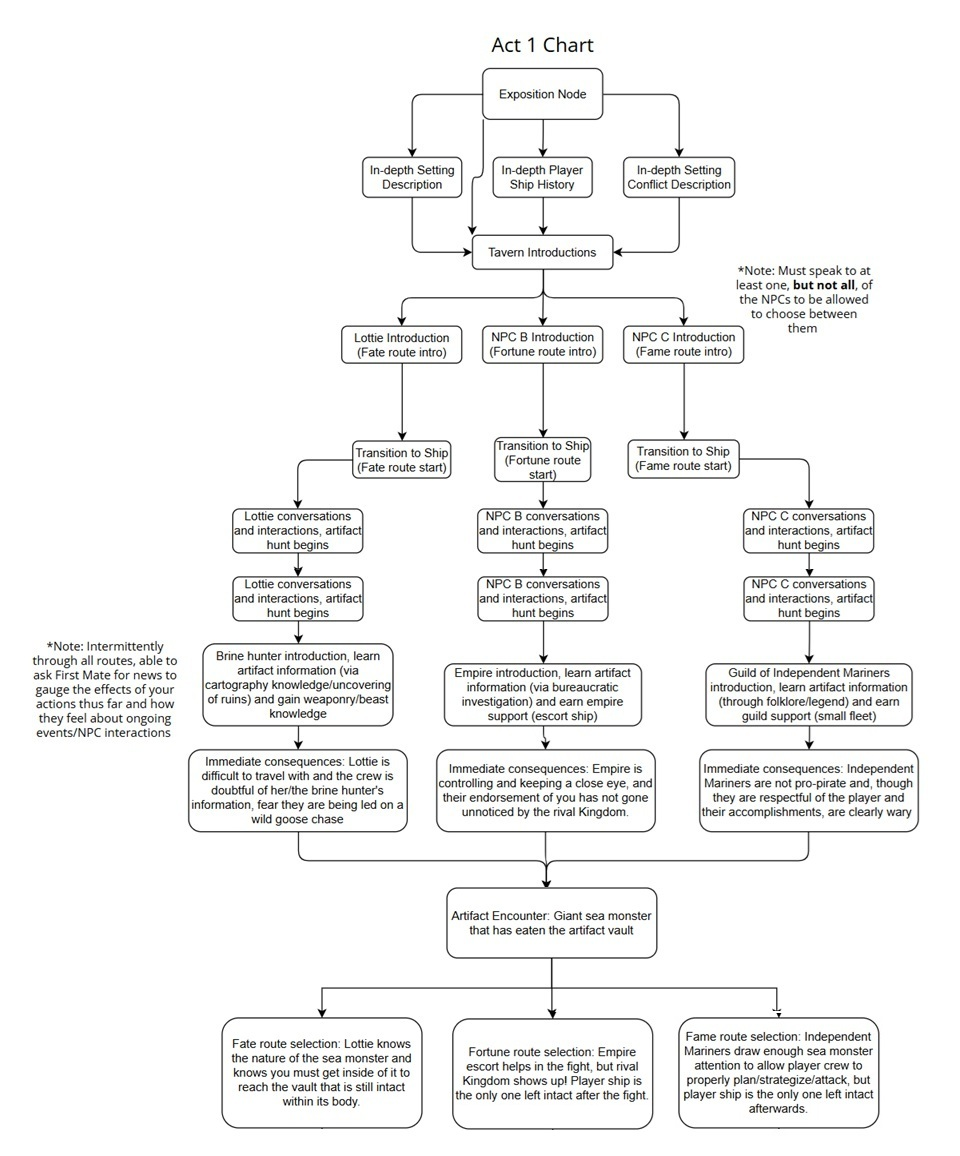 Act 1 Chart
Exposition Node
In-depth Setting
Description
In-depth Player
Ship History
In-depth Setting
Conflict Description
Tavern Introductions
*Note: Must speak to at
least one, but not all, of
the NPCs to be allowed
to choose between
them
Lottie Introduction
(Fate route intro)
NPC B Introduction
(Fortune route intro)
NPC C Introduction
(Fame route intro)
Transition to Ship
(Fate route start)
Transition to Ship
(Fortune route
start)
Transition to Ship
(Fame route start)
Lottie conversations
and interactions, artifact
hunt begins
NPC B conversations
and interactions, artifact
hunt begins
NPC C conversations
and interactions, artifact
hunt begins
Lottie conversations
and interactions, artifact
hunt begins
NPC B conversations
and interactions, artifact
hunt begins
NPC C conversations
and interactions, artifact
hunt begins
*Note: Intermittently
through all routes, able to
ask First Mate for news to
gauge the effects of your
actions thus far and how
they feel about ongoing
events/NPC interactions
Brine hunter introduction, learn
artifact information (via
cartography knowledge/uncovering
of ruins) and gain weaponry/beast
knowledge
Empire introduction, learn artifact
information (via bureaucratic
investigation) and earn empire
support (escort ship)
Guild of Independent Mariners
introduction, learn artifact information
(through folklore/legend) and earn
guild support (small fleet)
Immediate consequences: Lottie is
difficult to travel with and the crew is
doubtful of her/the brine hunter's
information, fear they are being led on a
wild goose chase
Immediate consequences: Empire is
controlling and keeping a close eye, and
their endorsement of you has not gone
unnoticed by the rival Kingdom.
Immediate consequences: Independent
Mariners are not pro-pirate and, though
they are respectful of the player and
their accomplishments, are clearly wary
Artifact Encounter: Giant sea monster
that has eaten the artifact vault
Fate route selection: Lottie knows
the nature of the sea monster and
knows you must get inside of it to
reach the vault that is still intact
within its body.
Fortune route selection: Empire
escort helps in the fight, but rival
Kingdom shows up! Player ship is
the only one left intact after the fight.
Fame route selection: Independent
Mariners draw enough sea monster
attention to allow player crew to
properly plan/strategize/attack, but
player ship is the only one left intact
afterwards.